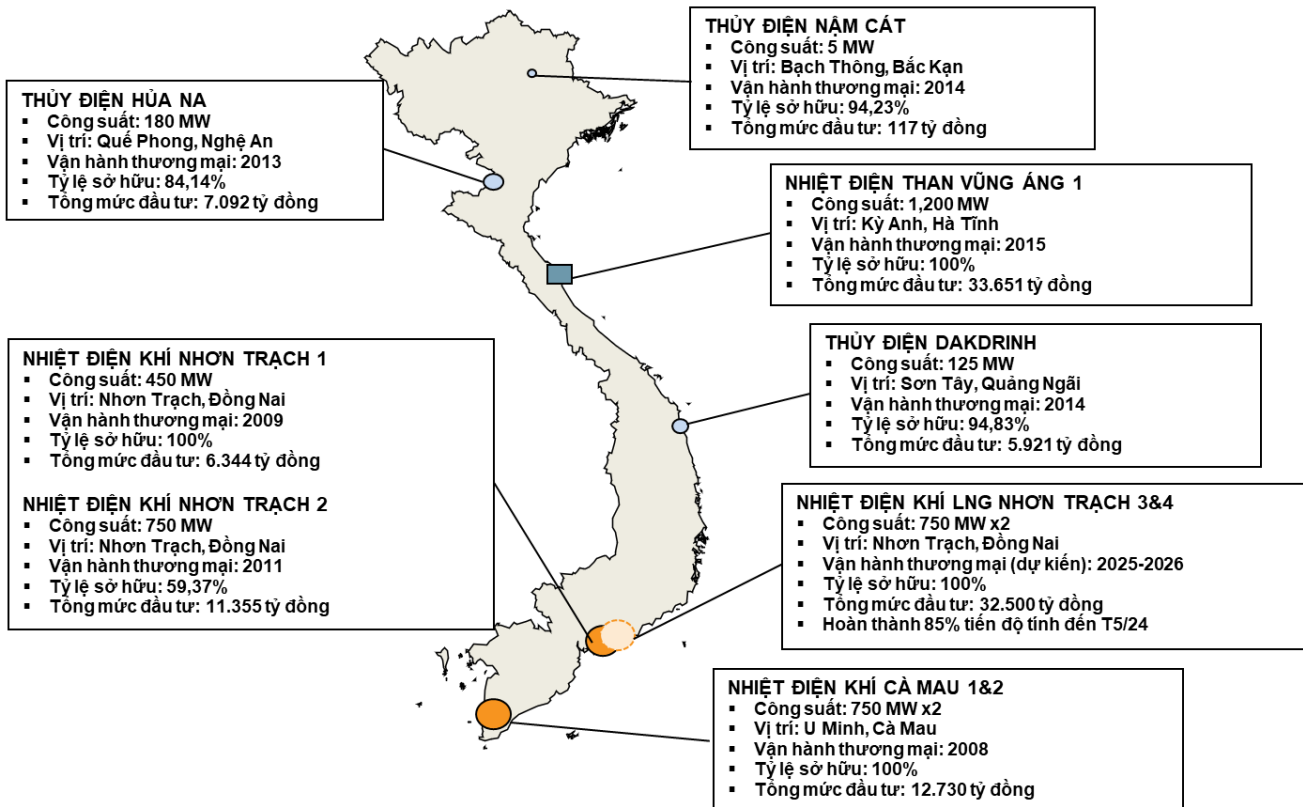 THỦY ĐIỆN NẬM CÁT
▪ Công suất: 5 MW
▪ Vị trí: Bạch Thông, Bắc Kạn
▪ Vận hành thương mại: 2014
▪ Tỷ lệ sở hữu: 94,23%
▪ Tổng mức đầu tư: 117 tỷ đồng
THỦY ĐIỆN HỦA NA
▪ Công suất: 180 MW
▪ Vị trí: Quế Phong, Nghệ An
▪ Vận hành thương mại: 2013
▪ Tỷ lệ sở hữu: 84,14%
▪ Tổng mức đầu tư: 7.092 tỷ đồng
NHIỆT ĐIỆN THAN VŨNG ÁNG 1
▪ Công suất: 1,200 MW
▪ Vị trí: Kỳ Anh, Hà Tĩnh
▪ Vận hành thương mại: 2015
▪ Tỷ lệ sở hữu: 100%
▪ Tổng mức đầu tư: 33.651 tỷ đồng
THỦY ĐIỆN DAKDRINH
▪ Công suất: 125 MW
▪ Vị trí: Sơn Tây, Quảng Ngãi
▪ Vận hành thương mại: 2014
▪ Tỷ lệ sở hữu: 94,83%
▪ Tổng mức đầu tư: 5.921 tỷ đồng
NHIỆT ĐIỆN KHÍ NHƠN TRẠCH 1
▪ Công suất: 450 MW
▪ Vị trí: Nhơn Trạch, Đồng Nai
▪ Vận hành thương mại: 2009
▪ Tỷ lệ sở hữu: 100%
▪ Tổng mức đầu tư: 6.344 tỷ đồng
NHIỆT ĐIỆN KHÍ NHƠN TRẠCH 2
▪ Công suất: 750 MW
▪ Vị trí: Nhơn Trạch, Đồng Nai
▪ Vận hành thương mại: 2011
▪ Tỷ lệ sở hữu: 59,37%
▪ Tổng mức đầu tư: 11.355 tỷ đồng
NHIỆT ĐIỆN KHÍ LNG NHƠN TRẠCH 3&4
▪ Công suất: 750 MW x2
▪ Vị trí: Nhơn Trạch, Đồng Nai
▪ Vận hành thương mại (dự kiến): 2025-2026
▪ Tỷ lệ sở hữu: 100%
▪ Tổng mức đầu tư: 32.500 tỷ đồng
▪ Hoàn thành 85% tiến độ tính đến T5/24
NHIỆT ĐIỆN KHÍ CÀ MAU 1&2
▪ Công suất: 750 MW x2
▪ Vị trí: U Minh, Cà Mau
▪ Vận hành thương mại: 2008
▪ Tỷ lệ sở hữu: 100%
▪ Tổng mức đầu tư: 12.730 tỷ đồng